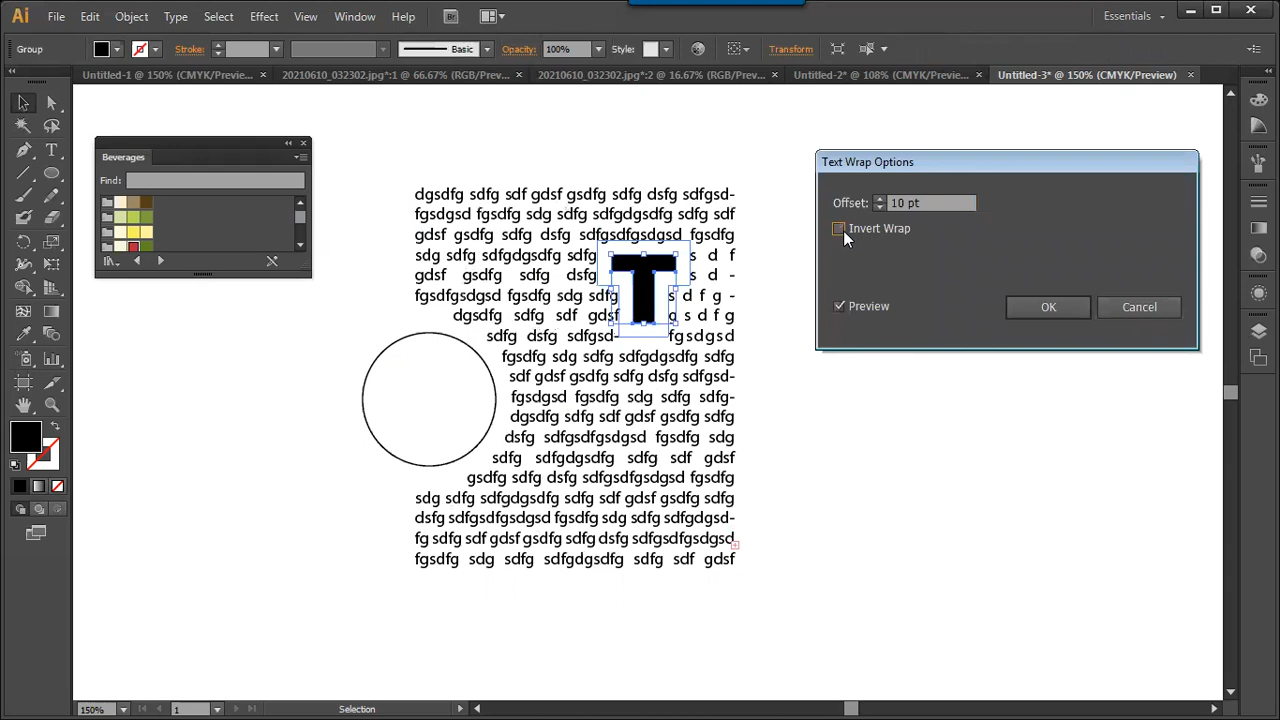 Ai File Edit Object Type Select Effect View Window Help Br Essentials
Group Stroke: Basic Opacity: 100% Style: Transform
Untitled-1 @ 150% (CMYK/Preview... 20210610_032302.jpg*:1 @ 66.67% (RGB/Prev... 20210610_032302.jpg*:2 @ 16.67% (RGB/Prev... Untitled-2* @ 108% (CMYK/Previe... Untitled-3* @ 150% (CMYK/Preview)
Beverages
Find:
dgsdfg sdfg sdf gdsf gsdfg sdfg dsfg sdfgsd-
fgsdgsd fgsdfg sdg sdfg sdfgdgsdfg sdfg sdf
gdsf gsdfg sdfg dsfg sdfgsdfgsdgsd fgsdfg
sdg sdfg sdfgdgsdfg sdfg s d f
gdsf gsdfg sdfg dsfg s d -
fgsdfgsdgsd fgsdfg sdg sdfg s d f g -
T
dgsdfg sdfg sdf gdsf g s d f g
sdfg dsfg sdfgsd- fgsdgsd
fgsdfg sdg sdfg sdfgdgsdfg sdfg
sdf gdsf gsdfg sdfg dsfg sdfgsd-
fgsdgsd fgsdfg sdg sdfg sdfg-
dgsdfg sdfg sdf gdsf gsdfg sdfg
dsfg sdfgsdfgsdgsd fgsdfg sdg
sdfg sdfgdgsdfg sdfg sdf gdsf
gsdfg sdfg dsfg sdfgsdfgsdgsd fgsdfg
sdg sdfg sdfgdgsdfg sdfg sdf gdsf gsdfg sdfg
dsfg sdfgsdfgsdgsd fgsdfg sdg sdfg sdfgdgsd-
fg sdfg sdf gdsf gsdfg sdfg dsfg sdfgsdfgsdgsd
fgsdfg sdg sdfg sdfgdgsdfg sdfg sdf gdsf
Text Wrap Options
Offset: 10 pt
Invert Wrap
Preview OK Cancel
150% 1 Selection